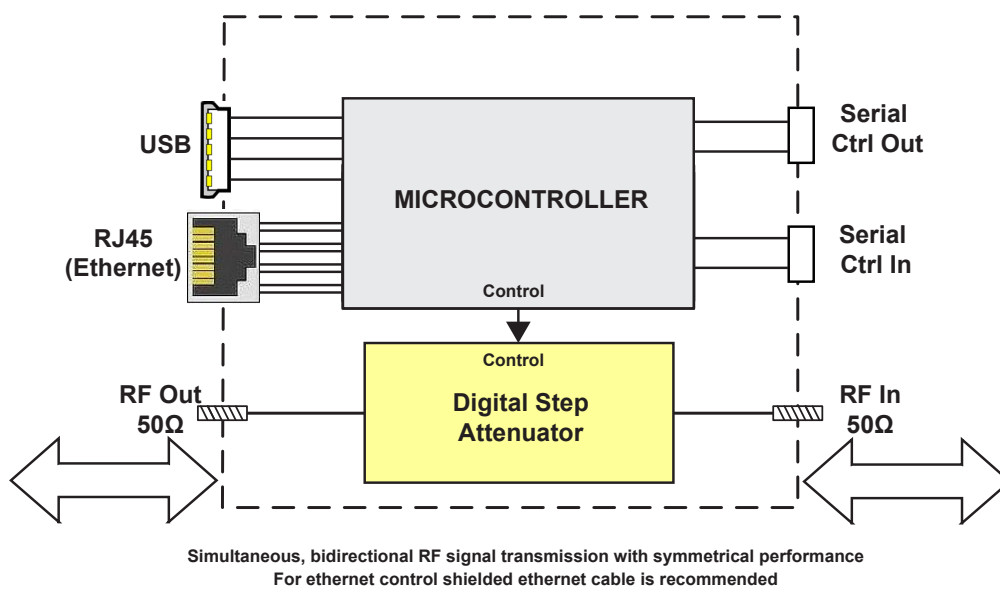 USB
RJ45
(Ethernet)
MICROCONTROLLER
Control
Serial
Ctrl Out
Serial
Ctrl In
Control
Digital Step
Attenuator
RF Out
50Ω
RF In
50Ω
Simultaneous, bidirectional RF signal transmission with symmetrical performance
For ethernet control shielded ethernet cable is recommended